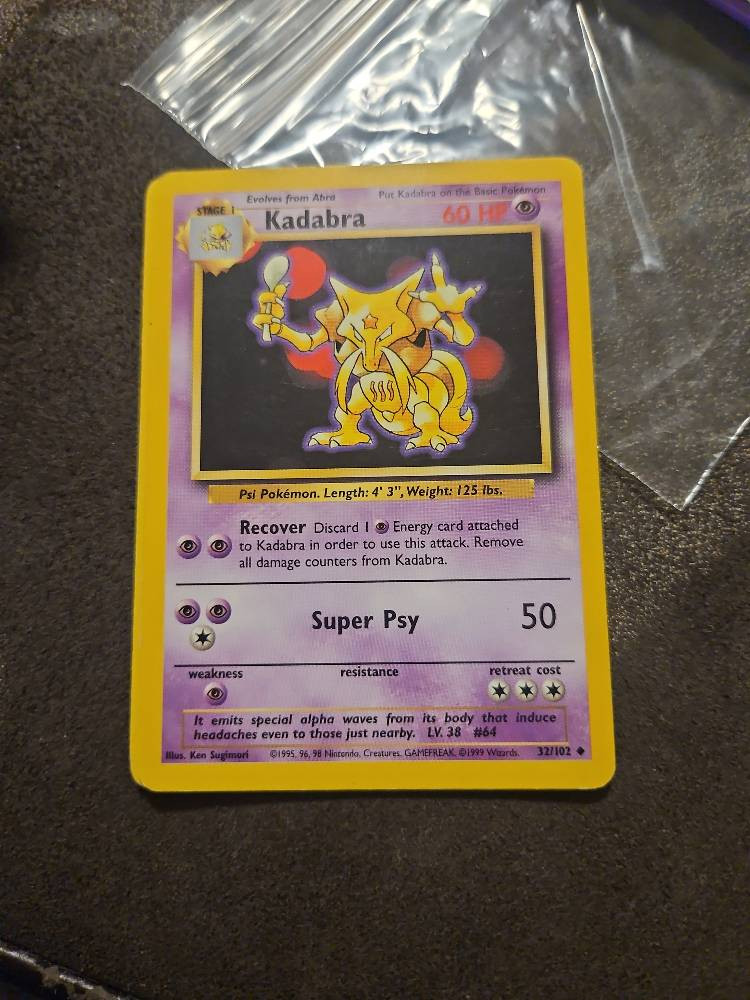 Evolves from Abra
Put Kadabra on the Basic Pokémon
STAGE 1
Kadabra
60 HP
Psi Pokémon. Length: 4' 3", Weight: 125 lbs.
Recover Discard 1 Energy card attached
to Kadabra in order to use this attack. Remove
all damage counters from Kadabra.
Super Psy 50
weakness resistance retreat cost
It emits special alpha waves from its body that induce
headaches even to those just nearby. LV. 38 #64
Illus. Ken Sugimori ©1995, 96, 98 Nintendo, Creatures, GAMEFREAK. ©1999 Wizards. 32/102